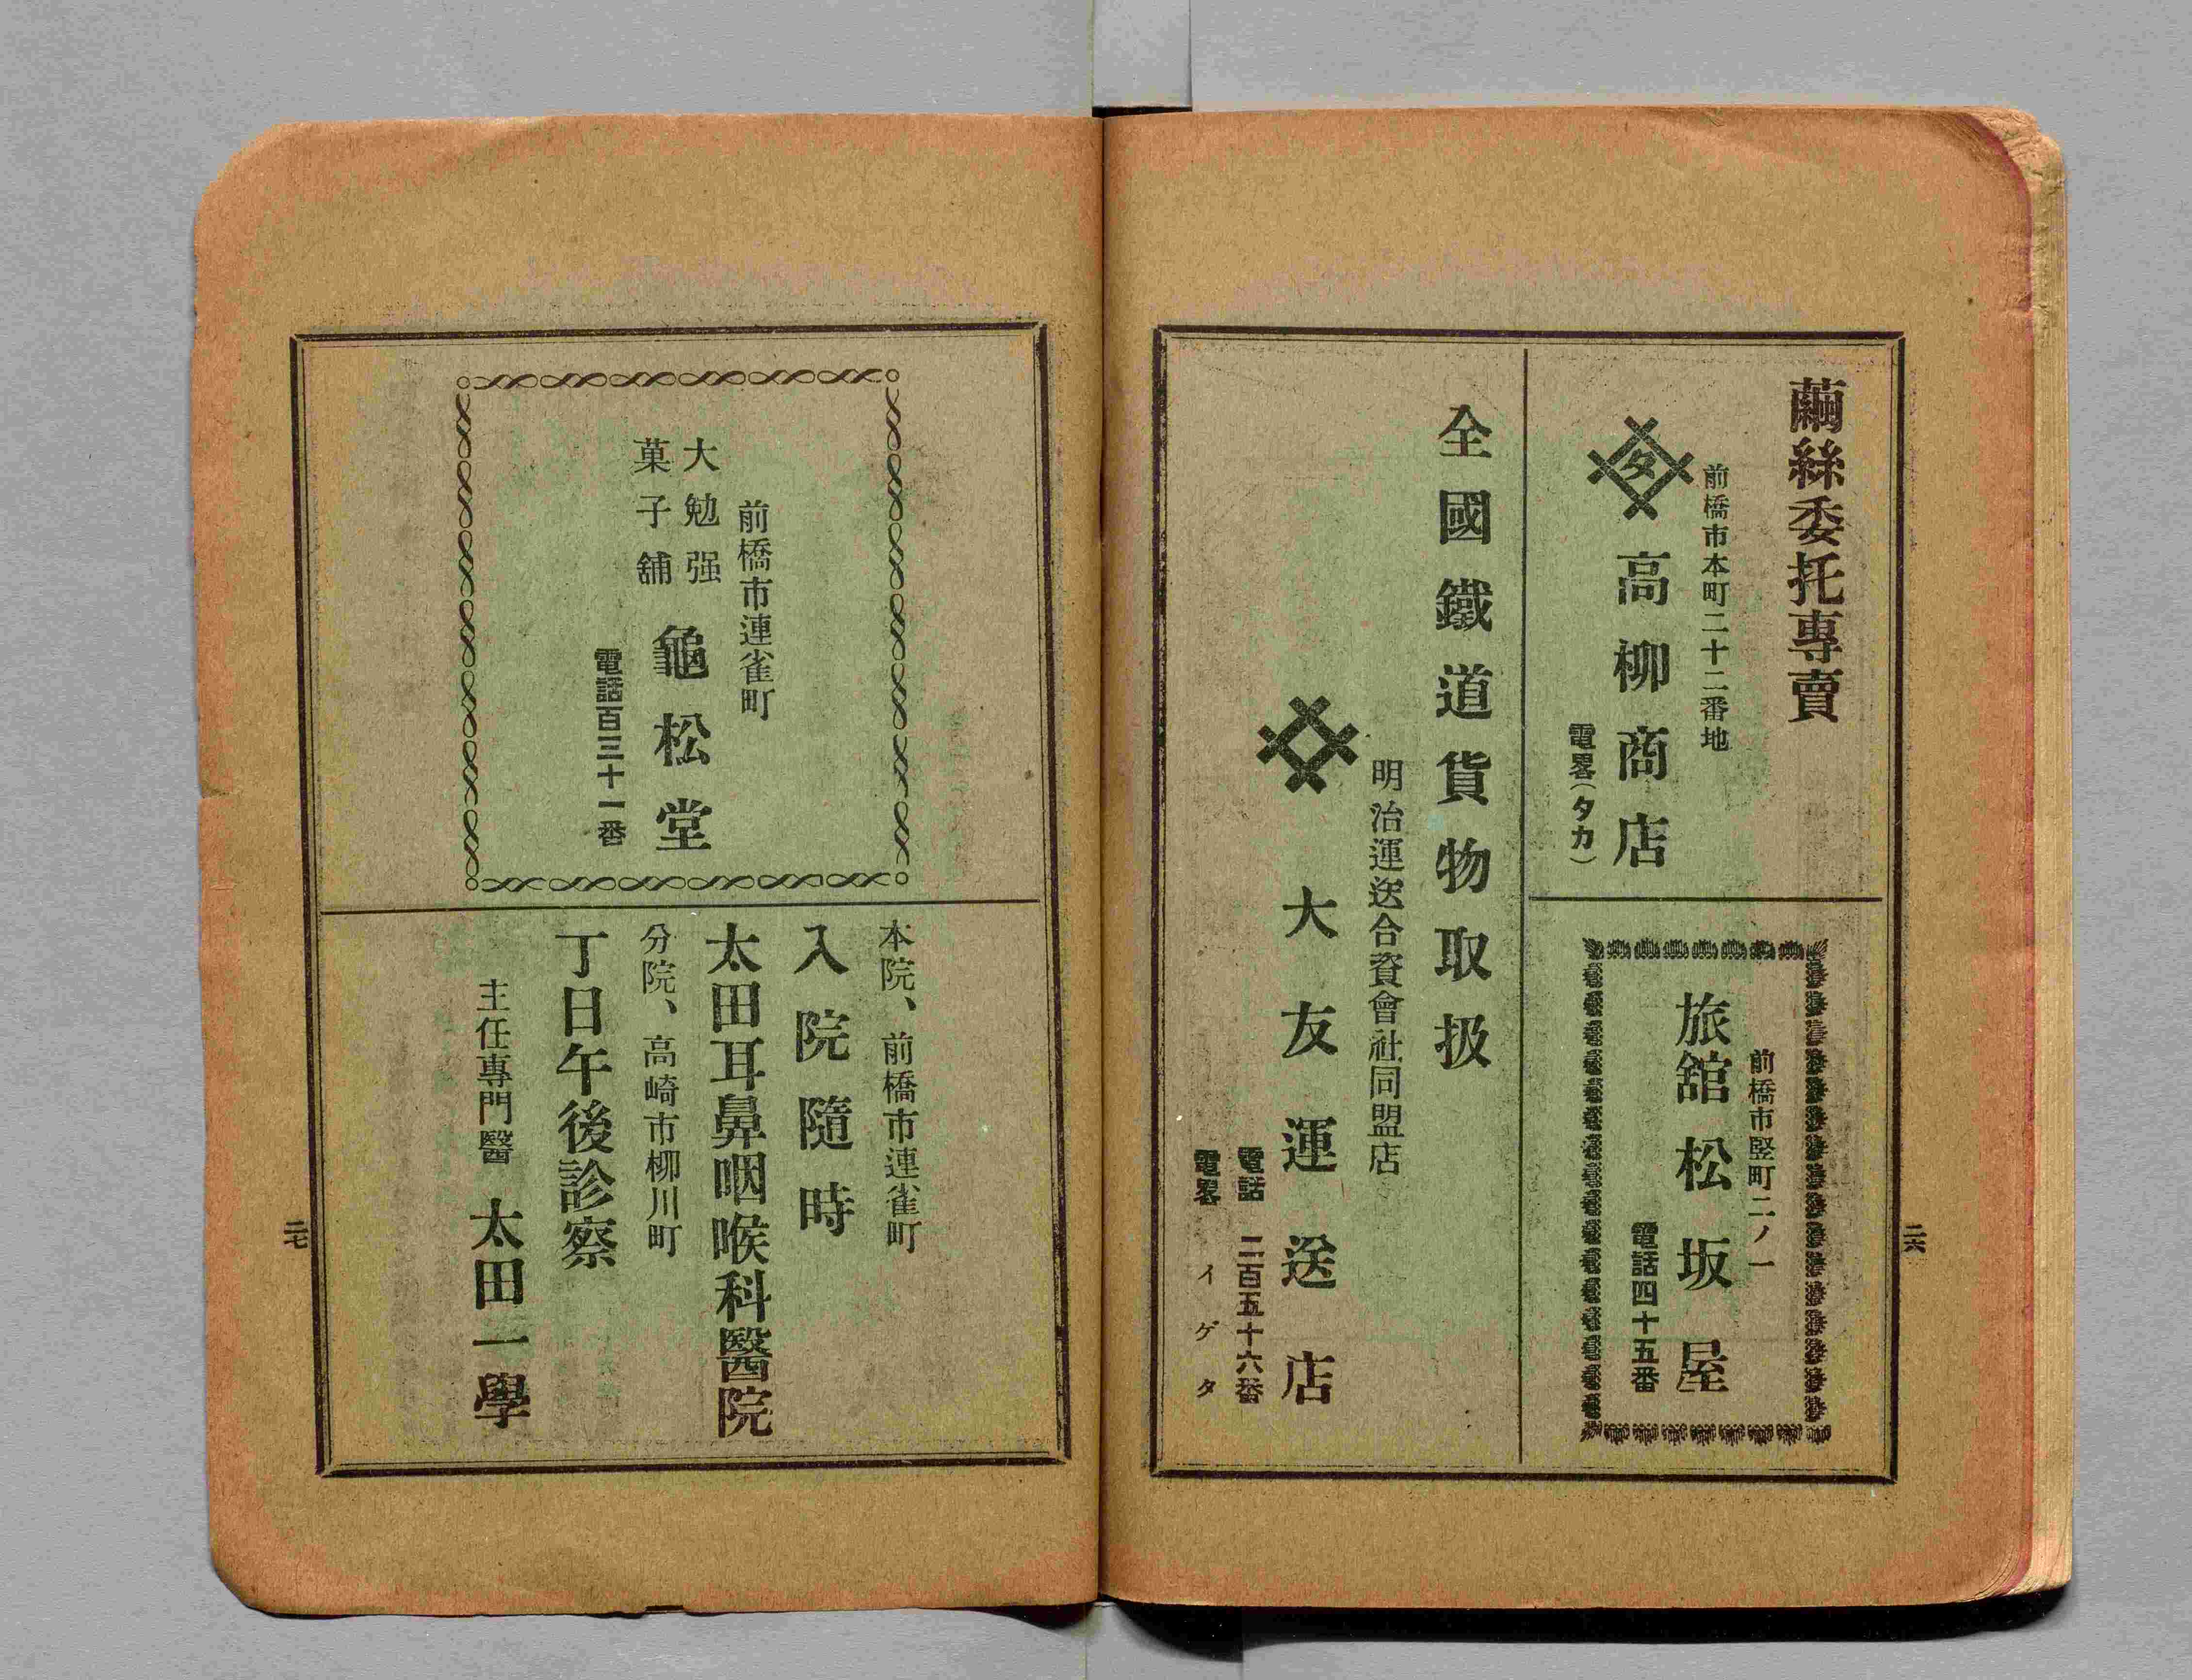 繭絲委托專賣
前橋市本町二十二番地
タ
高柳商店
電畧(タカ)
前橋市竪町二ノ一
旅舘松坂屋
電話四十五番
全國鐵道貨物取扱
明治運送合資會社同盟店
大友運送店
電話 二百五十六番
電畧 イゲタ
二六
前橋市連雀町
大勉强
菓子舖
龜松堂
電話百三十一番
本院、前橋市連雀町
入院隨時
太田耳鼻咽喉科醫院
分院、高崎市柳川町
丁日午後診察
主任專門醫 太田一學
二七